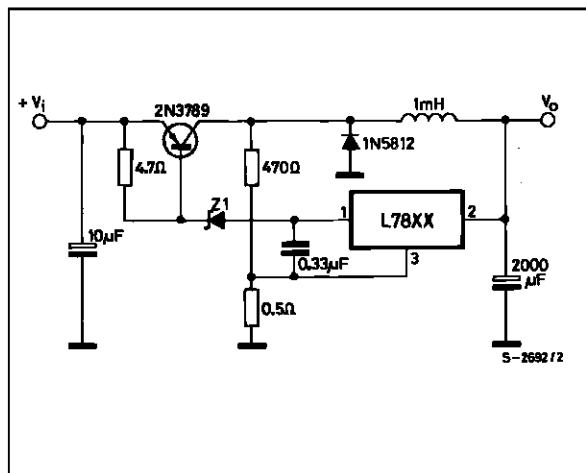 + Vi
2N3789
1mH
Vo
4.7Ω
470Ω
1N5812
Z1
1
L78XX
2
3
10µF
0.33µF
0.5Ω
2000
µF
S-2692/2